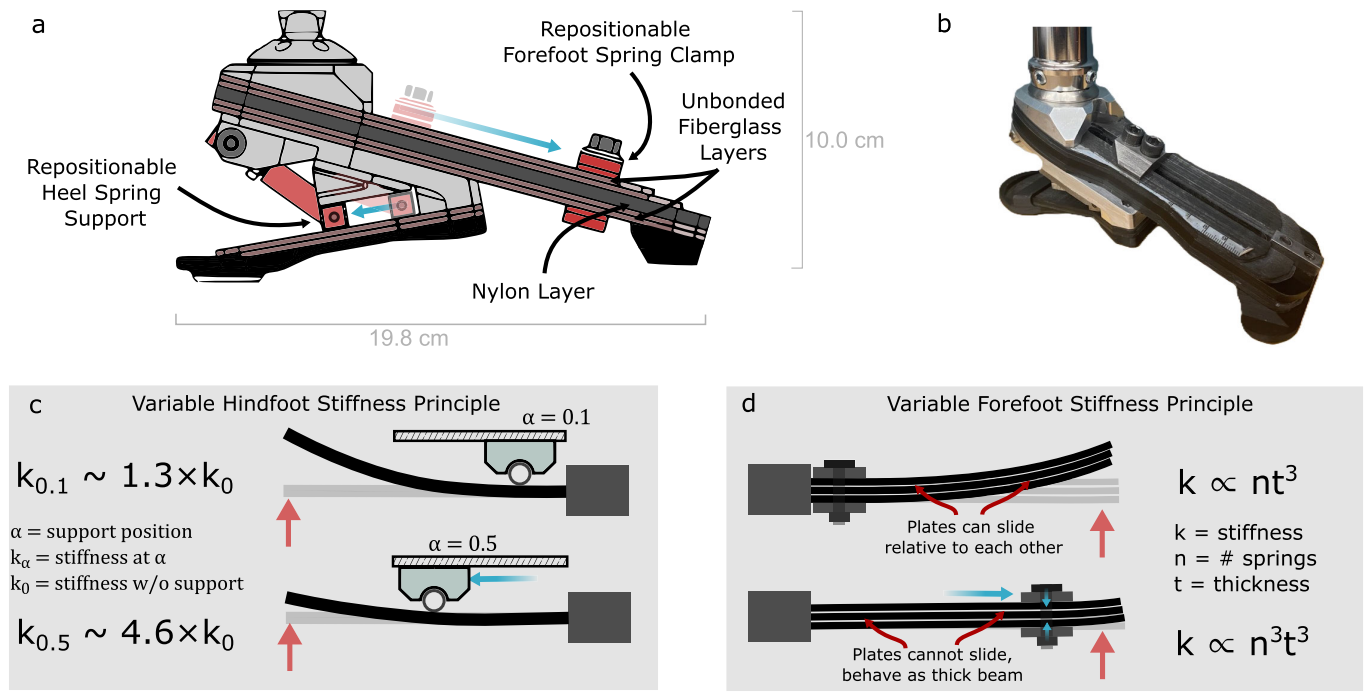 a
Repositionable
Forefoot Spring Clamp
Unbonded
Fiberglass
Layers
Repositionable
Heel Spring
Support
Nylon Layer
10.0 cm
19.8 cm
b
c
Variable Hindfoot Stiffness Principle
α = 0.1
k₀.₁ ~ 1.3×k₀
α = support position
kα = stiffness at α
k₀ = stiffness w/o support
α = 0.5
k₀.₅ ~ 4.6×k₀
d
Variable Forefoot Stiffness Principle
Plates can slide
relative to each other
k ∝ nt³
k = stiffness
n = # springs
t = thickness
Plates cannot slide,
behave as thick beam
k ∝ n³t³